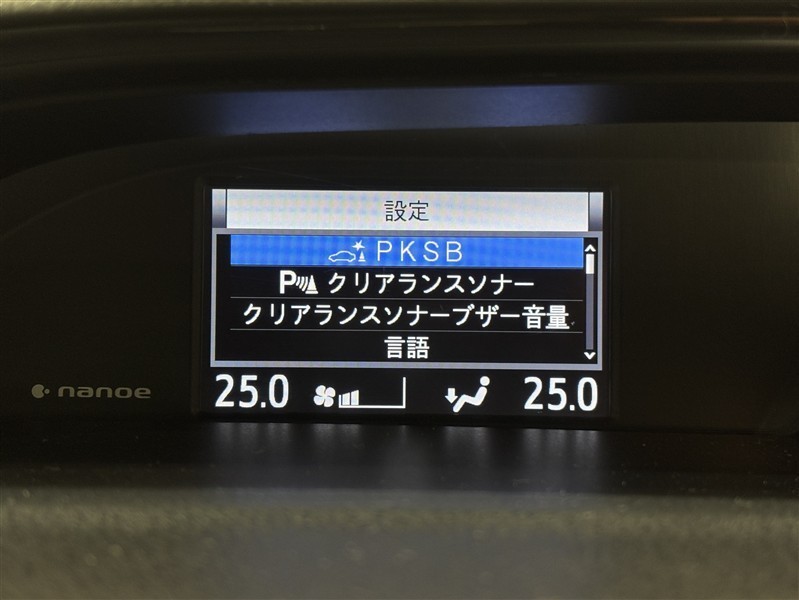 設定
PKSB
P クリアランスソナー
クリアランスソナーブザー音量
言語
25.0 25.0
nanoe